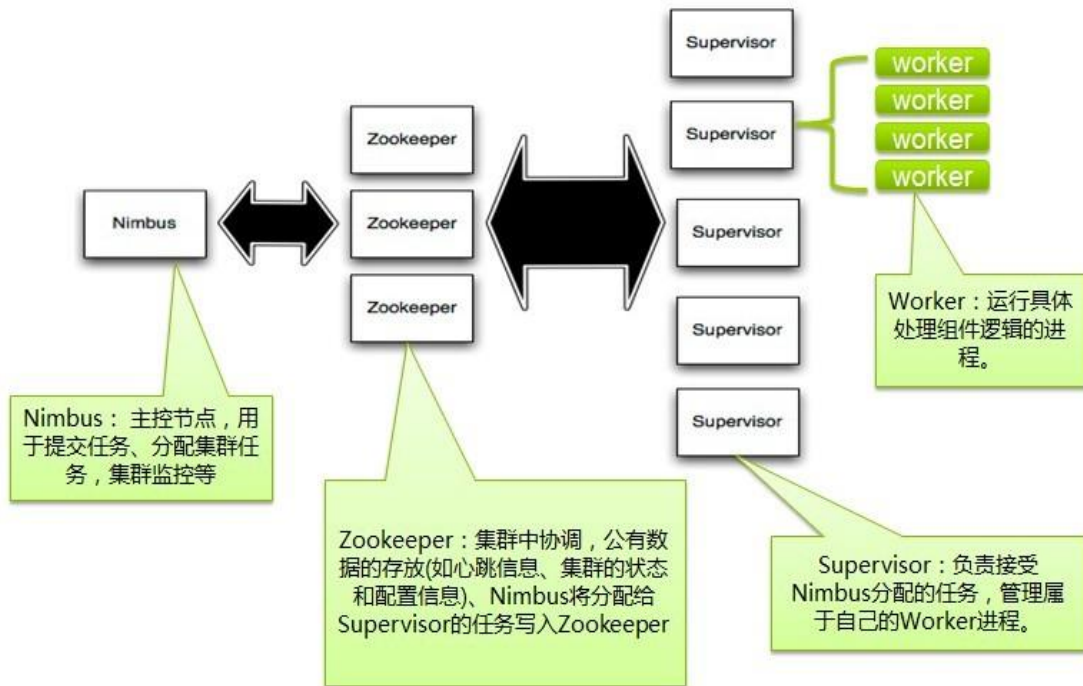 Supervisor
worker
worker
worker
worker
Supervisor
Zookeeper
Nimbus
Zookeeper
Supervisor
Zookeeper
Supervisor
Supervisor
Worker：运行具体
处理组件逻辑的进
程。
Nimbus： 主控节点，用
于提交任务、分配集群任
务，集群监控等
Zookeeper：集群中协调，公有数
据的存放(如心跳信息、集群的状态
和配置信息)、Nimbus将分配给
Supervisor的任务写入Zookeeper
Supervisor：负责接受
Nimbus分配的任务，管理属
于自己的Worker进程。